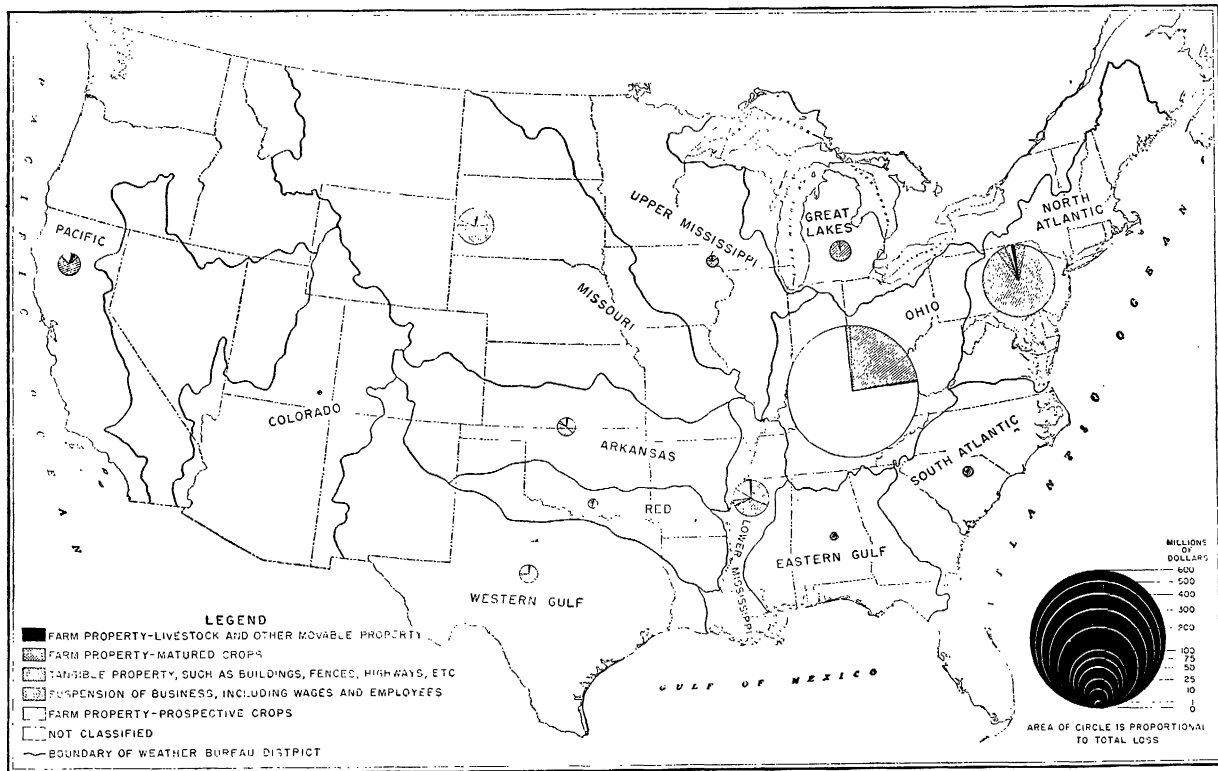 PACIFIC
UPPER MISSISSIPPI
GREAT
LAKES
NORTH
ATLANTIC
MISSOURI
OHIO
COLORADO
ARKANSAS
RED
SOUTH ATLANTIC
LOWER MISSISSIPPI
EASTERN GULF
WESTERN GULF
PACIFIC OCEAN
ATLANTIC OCEAN
GULF OF MEXICO
LEGEND
FARM PROPERTY-LIVESTOCK AND OTHER MOVABLE PROPERTY
FARM PROPERTY-MATURED CROPS
TANGIBLE PROPERTY, SUCH AS BUILDINGS, FENCES, HIGHWAYS, ETC
SUSPENSION OF BUSINESS, INCLUDING WAGES AND EMPLOYEES
FARM PROPERTY-PROSPECTIVE CROPS
NOT CLASSIFIED
BOUNDARY OF WEATHER BUREAU DISTRICT
MILLIONS
OF
DOLLARS
600
500
400
300
200
100
75
50
25
10
1
0
AREA OF CIRCLE IS PROPORTIONAL
TO TOTAL LOSS